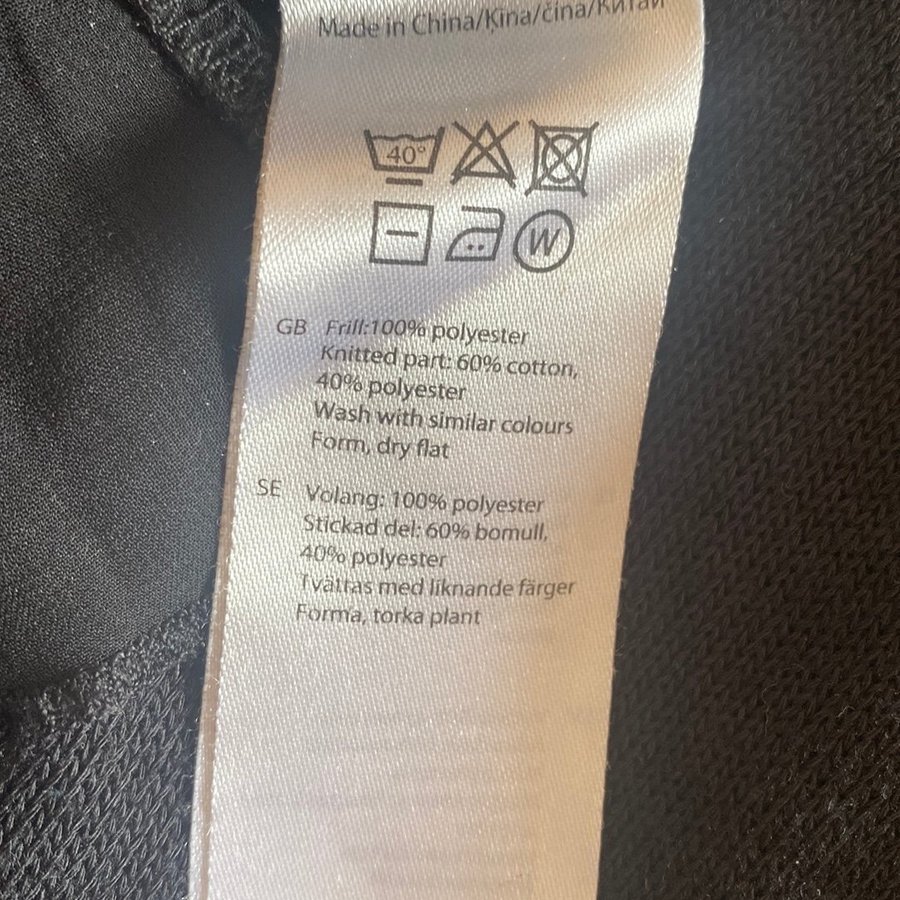 Made in China/Ķīna/čína/Китай
40°
W
GB Frill:100% polyester
Knitted part: 60% cotton,
40% polyester
Wash with similar colours
Form, dry flat
SE Volang: 100% polyester
Stickad del: 60% bomull,
40% polyester
Tvättas med liknande färger
Forma, torka plant